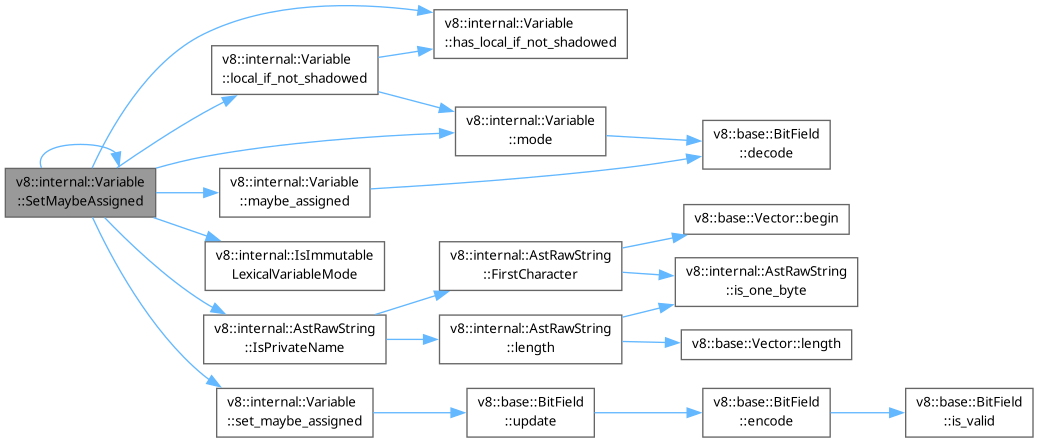 v8::internal::Variable
::has_local_if_not_shadowed
v8::internal::Variable
::local_if_not_shadowed
v8::internal::Variable
::mode
v8::base::BitField
::decode
v8::internal::Variable
::SetMaybeAssigned
v8::internal::Variable
::maybe_assigned
v8::base::Vector::begin
v8::internal::IsImmutable
LexicalVariableMode
v8::internal::AstRawString
::FirstCharacter
v8::internal::AstRawString
::is_one_byte
v8::internal::AstRawString
::IsPrivateName
v8::internal::AstRawString
::length
v8::base::Vector::length
v8::internal::Variable
::set_maybe_assigned
v8::base::BitField
::update
v8::base::BitField
::encode
v8::base::BitField
::is_valid